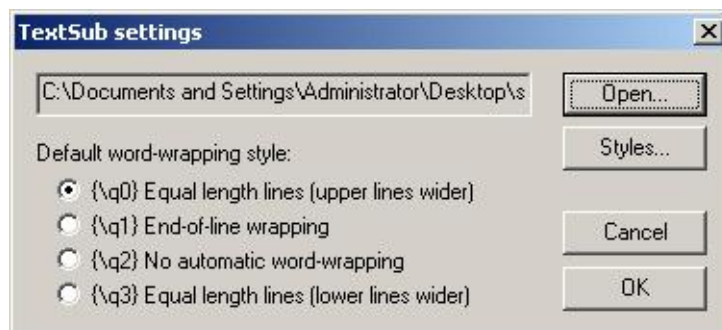 TextSub settings
C:\Documents and Settings\Administrator\Desktop\s
Open...
Default word-wrapping style:
Styles...
{\q0} Equal length lines (upper lines wider)
{\q1} End-of-line wrapping
Cancel
{\q2} No automatic word-wrapping
{\q3} Equal length lines (lower lines wider)
OK